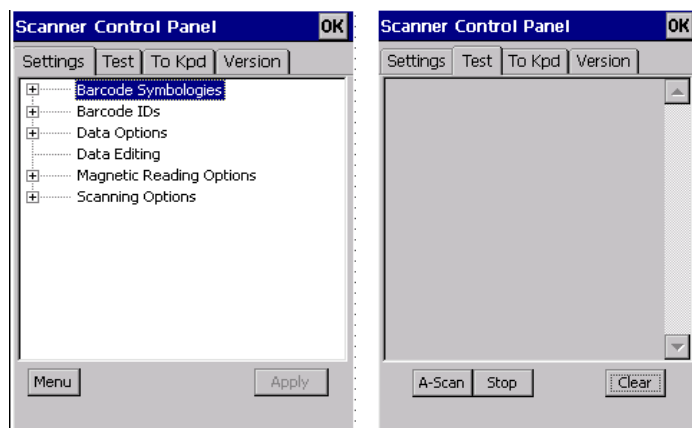 Scanner Control Panel OK
Settings Test To Kpd Version
Barcode Symbologies
Barcode IDs
Data Options
Data Editing
Magnetic Reading Options
Scanning Options
Menu Apply
Scanner Control Panel OK
Settings Test To Kpd Version
A-Scan Stop Clear